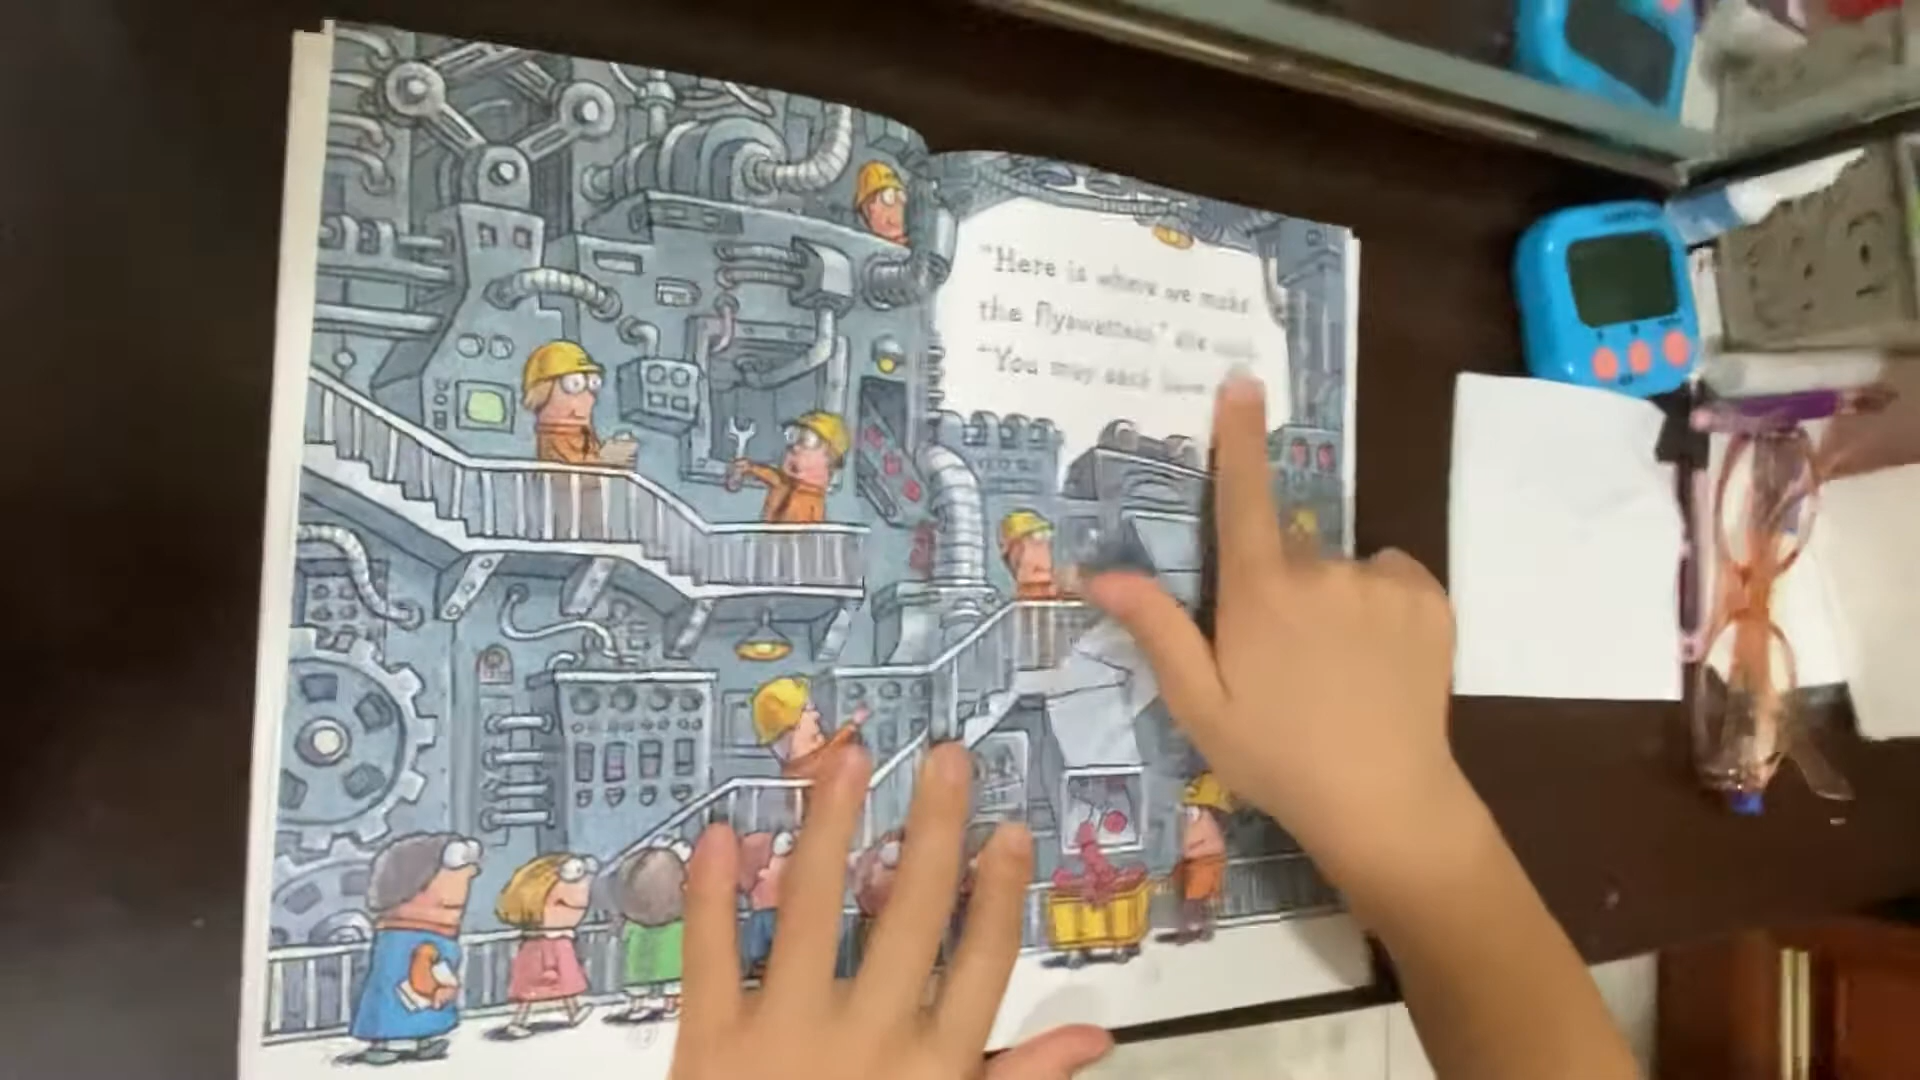 "Here is where we make
the flyswatters," she
"You may each have